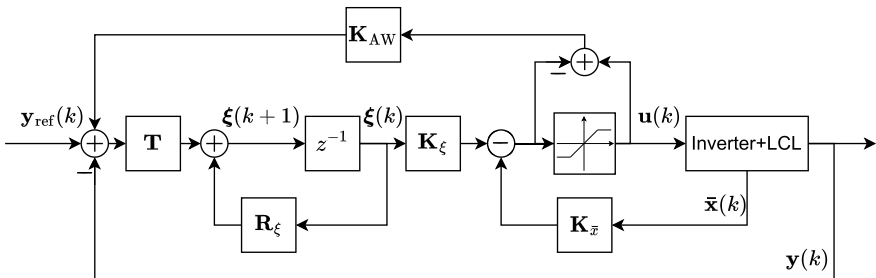 K_AW
y_ref(k)
ξ(k + 1)
ξ(k)
u(k)
T
z⁻¹
K_ξ
Inverter+LCL
R_ξ
K_x̄
x̄(k)
y(k)